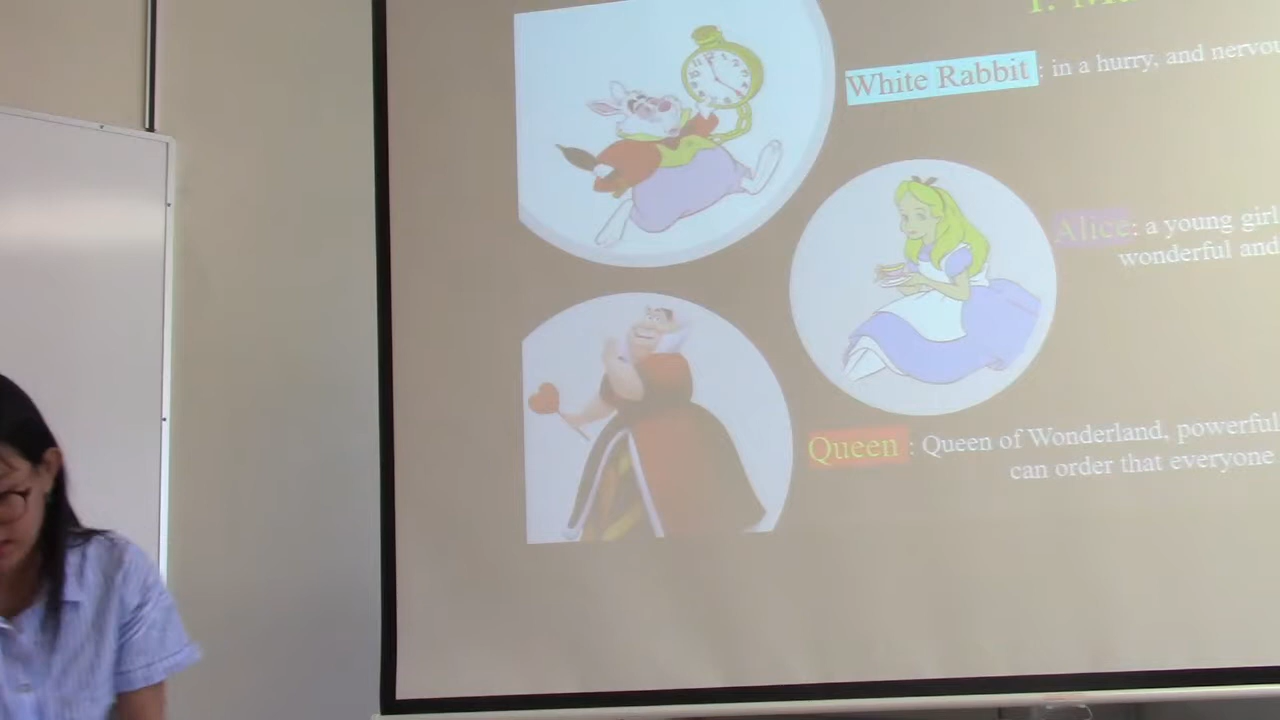 White Rabbit : in a hurry, and
Alice: a young girl
wonderful and
Queen : Queen of Wonderland, powerful
can order that everyone